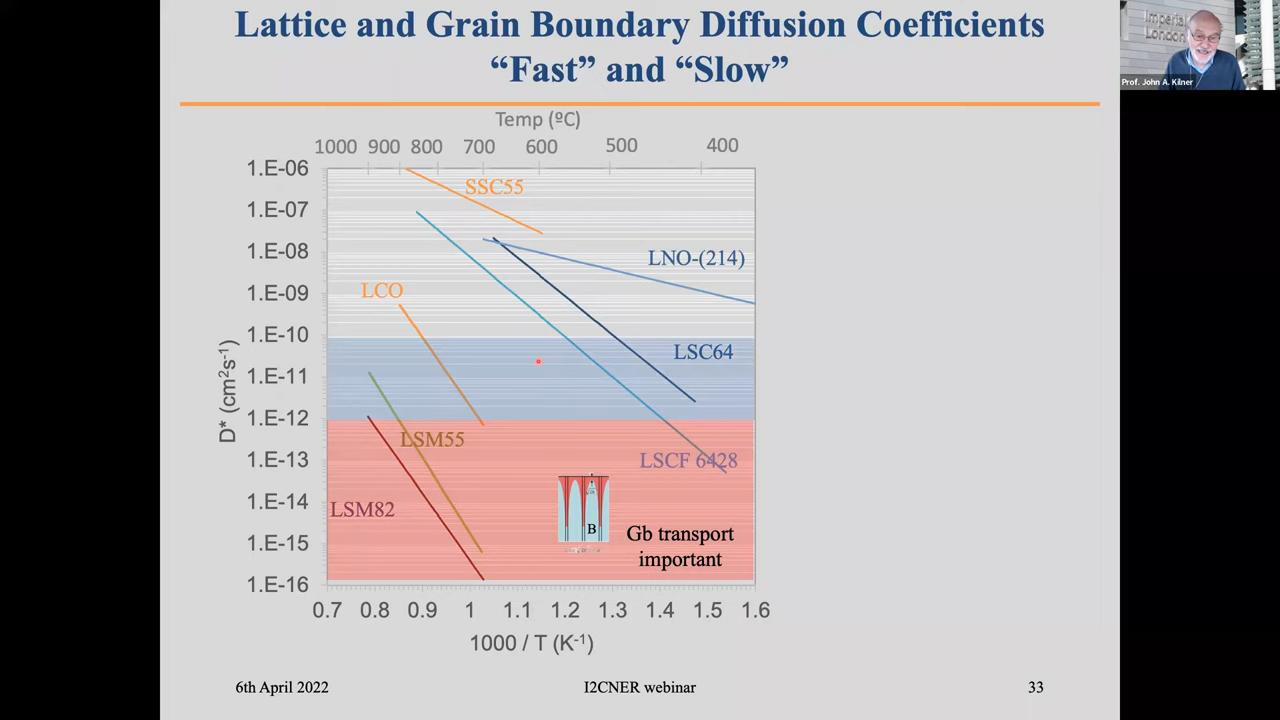 Lattice and Grain Boundary Diffusion Coefficients
“Fast” and “Slow”
Imperial
London
Prof. John A. Kilner
Temp (ºC)
1000 900 800 700 600 500 400
1.E-06
1.E-07
1.E-08
1.E-09
1.E-10
1.E-11
1.E-12
1.E-13
1.E-14
1.E-15
1.E-16
D* (cm²s⁻¹)
SSC55
LNO-(214)
LCO
LSC64
LSM55
LSCF 6428
LSM82
B
Gb transport
important
0.7 0.8 0.9 1 1.1 1.2 1.3 1.4 1.5 1.6
1000 / T (K⁻¹)
6th April 2022
I2CNER webinar
33